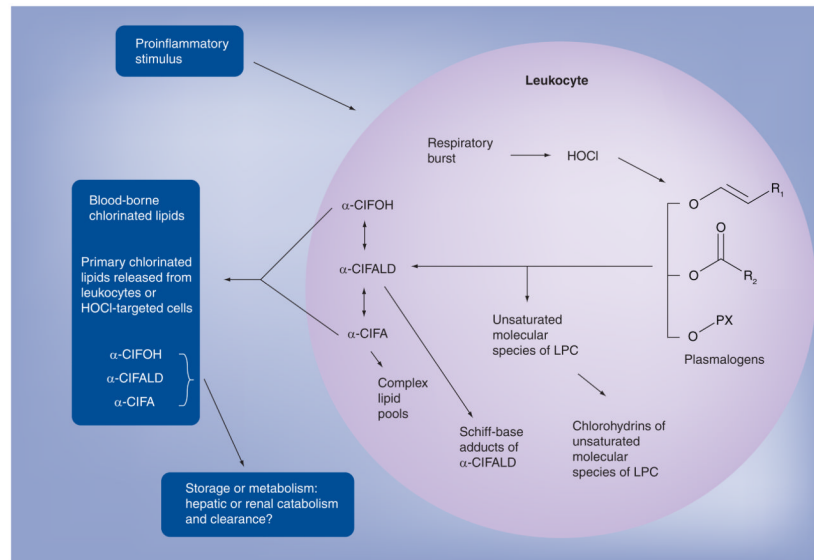 Proinflammatory
stimulus
Leukocyte
Respiratory
burst
HOCl
O
R₁
O
O
R₂
O
PX
Plasmalogens
α-ClFOH
α-ClFALD
α-ClFA
Unsaturated
molecular
species of LPC
Complex
lipid
pools
Schiff-base
adducts of
α-ClFALD
Chlorohydrins of
unsaturated
molecular
species of LPC
Blood-borne
chlorinated lipids
Primary chlorinated
lipids released from
leukocytes or
HOCl-targeted cells
α-ClFOH
α-ClFALD
α-ClFA
Storage or metabolism:
hepatic or renal catabolism
and clearance?